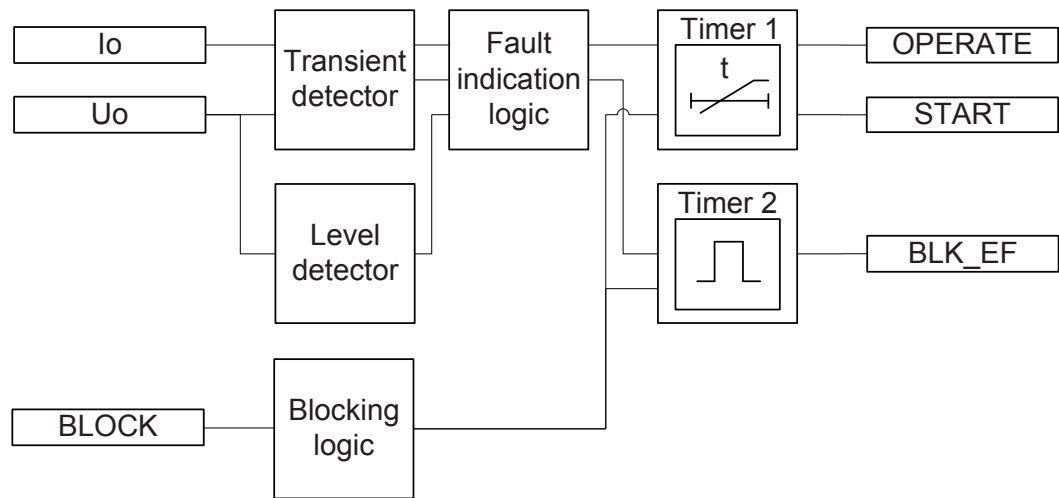 Io
Uo
BLOCK
Transient
detector
Level
detector
Blocking
logic
Fault
indication
logic
Timer 1
t
Timer 2
OPERATE
START
BLK_EF